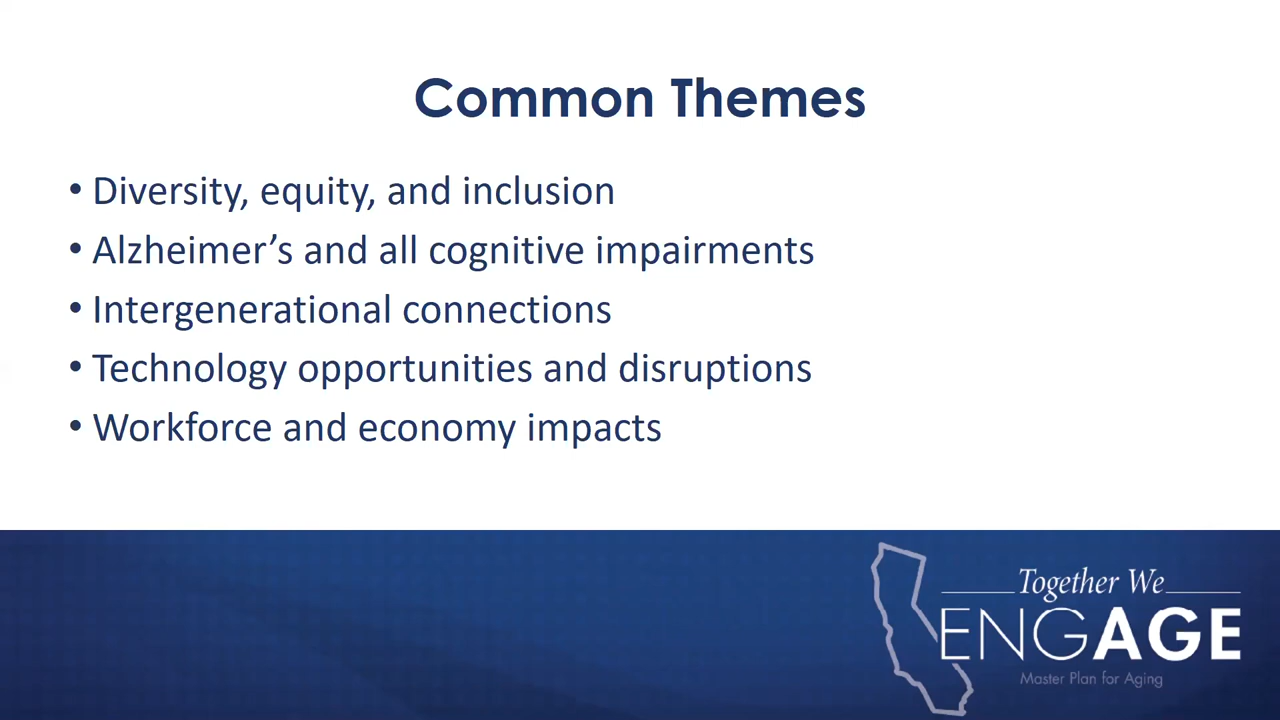 Common Themes
• Diversity, equity, and inclusion
• Alzheimer’s and all cognitive impairments
• Intergenerational connections
• Technology opportunities and disruptions
• Workforce and economy impacts
Together We
ENGAGE
Master Plan for Aging